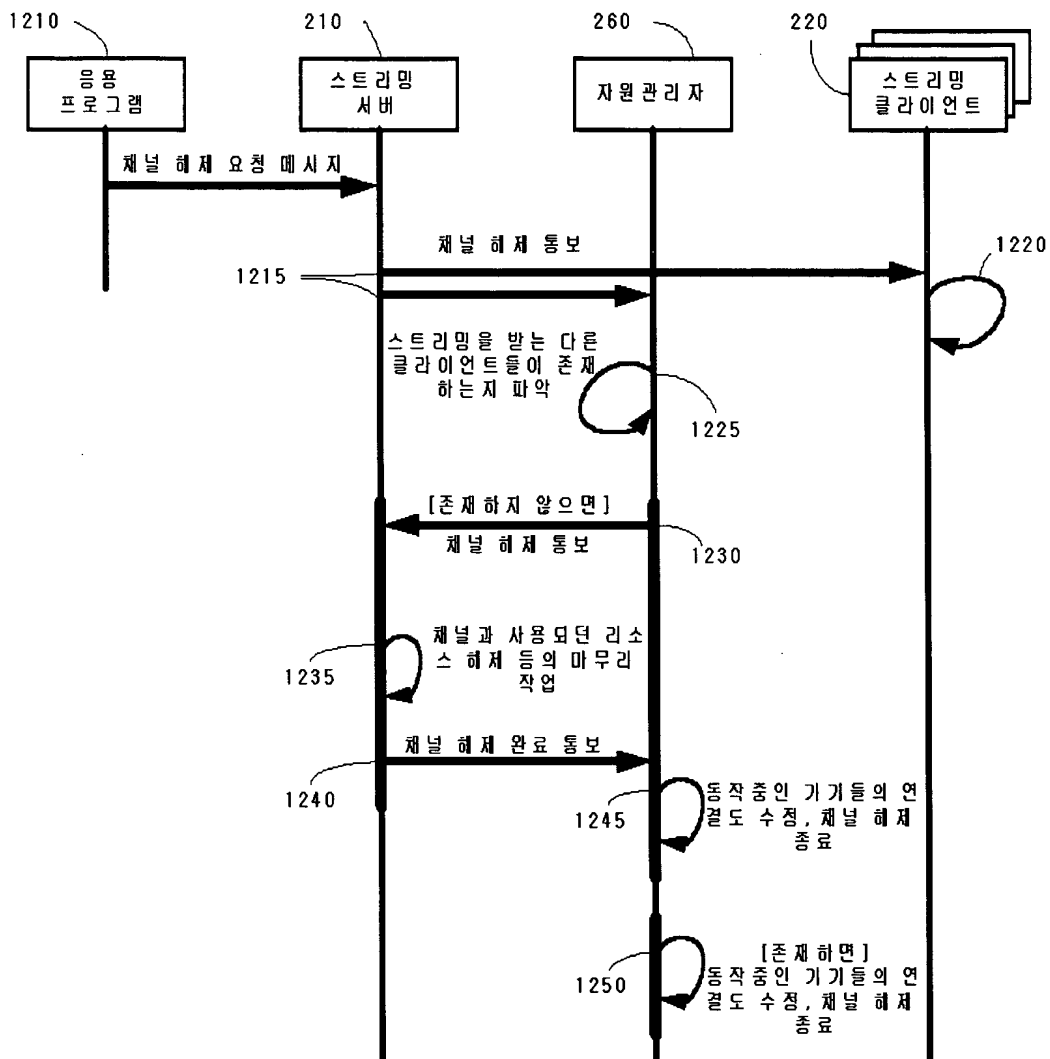 1210
210
260
220
응용
프로그램
스트리밍
서버
자원관리자
스트리밍
클라이언트
채널 해제 요청 메시지
채널 해제 통보
1215
1220
스트리밍을 받는 다른
클라이언트들이 존재
하는지 파악
1225
[존재하지 않으면]
채널 해제 통보
1230
채널과 사용되던 리소
스 해제 등의 마무리
작업
1235
채널 해제 완료 통보
1240
1245
동작중인 기기들의 연
결도 수정, 채널 해제
종료
1250
[존재하면]
동작중인 기기들의 연
결도 수정, 채널 해제
종료